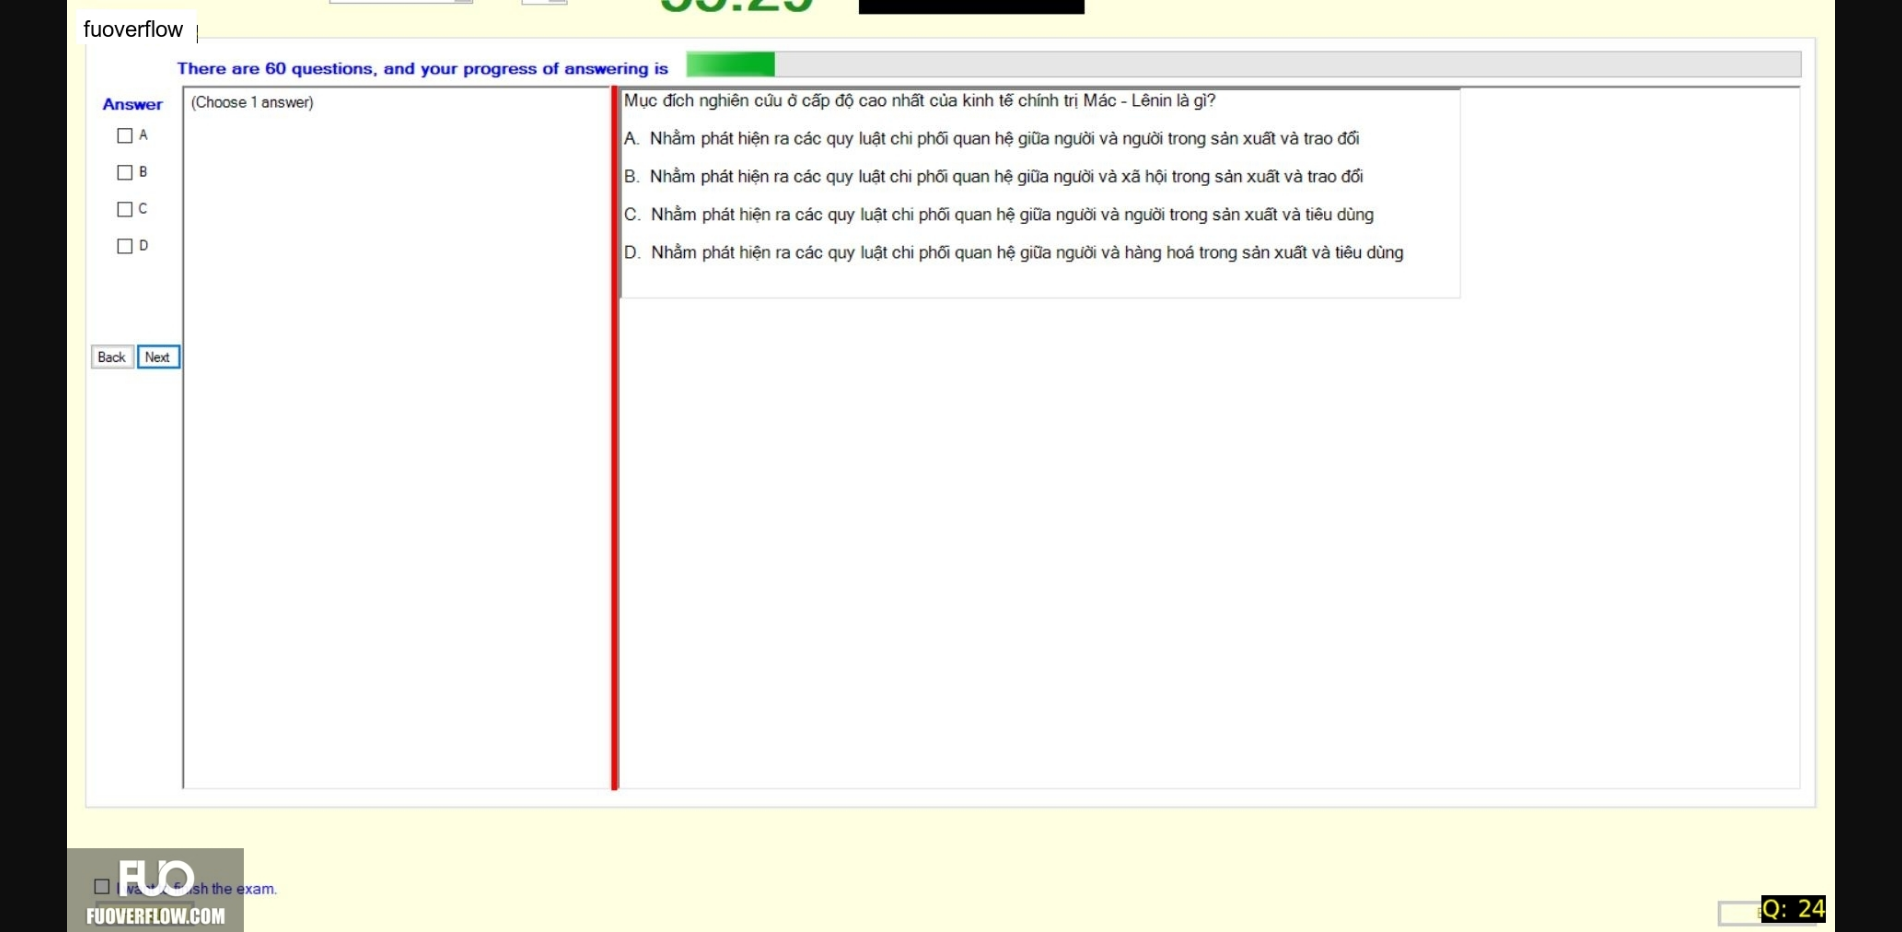 fuoverflow
There are 60 questions, and your progress of answering is
Answer
(Choose 1 answer)
A
B
C
D
Back
Next
Mục đích nghiên cứu ở cấp độ cao nhất của kinh tế chính trị Mác - Lênin là gì?
A. Nhằm phát hiện ra các quy luật chi phối quan hệ giữa người và người trong sản xuất và trao đổi
B. Nhằm phát hiện ra các quy luật chi phối quan hệ giữa người và xã hội trong sản xuất và trao đổi
C. Nhằm phát hiện ra các quy luật chi phối quan hệ giữa người và người trong sản xuất và tiêu dùng
D. Nhằm phát hiện ra các quy luật chi phối quan hệ giữa người và hàng hoá trong sản xuất và tiêu dùng
the exam.
FUO
FUOVERFLOW.COM
Q: 24